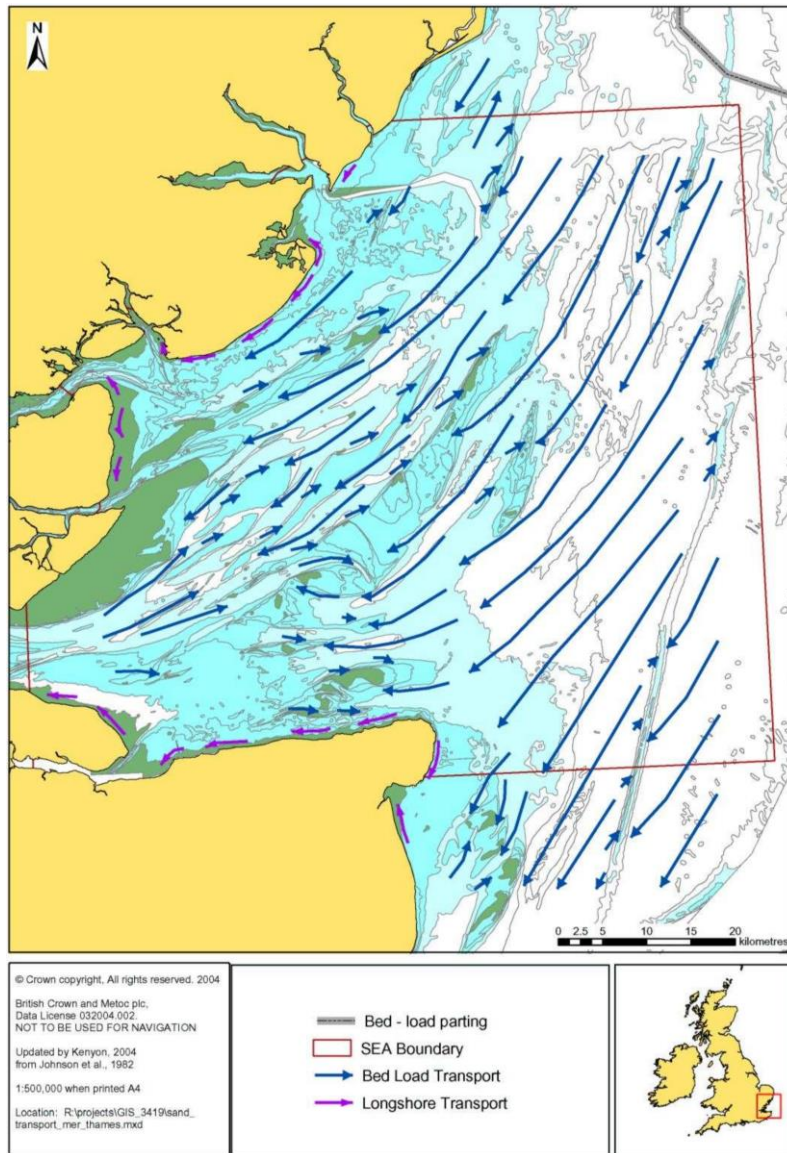 N
0 2.5 5 10 15 20
kilometres
© Crown copyright, All rights reserved. 2004
British Crown and Metoc plc,
Data License 032004.002.
NOT TO BE USED FOR NAVIGATION
Updated by Kenyon, 2004
from Johnson et al., 1982
1:500,000 when printed A4
Location: R:\projects\GIS_3419\sand_
transport_mer_thames.mxd
Bed - load parting
SEA Boundary
Bed Load Transport
Longshore Transport